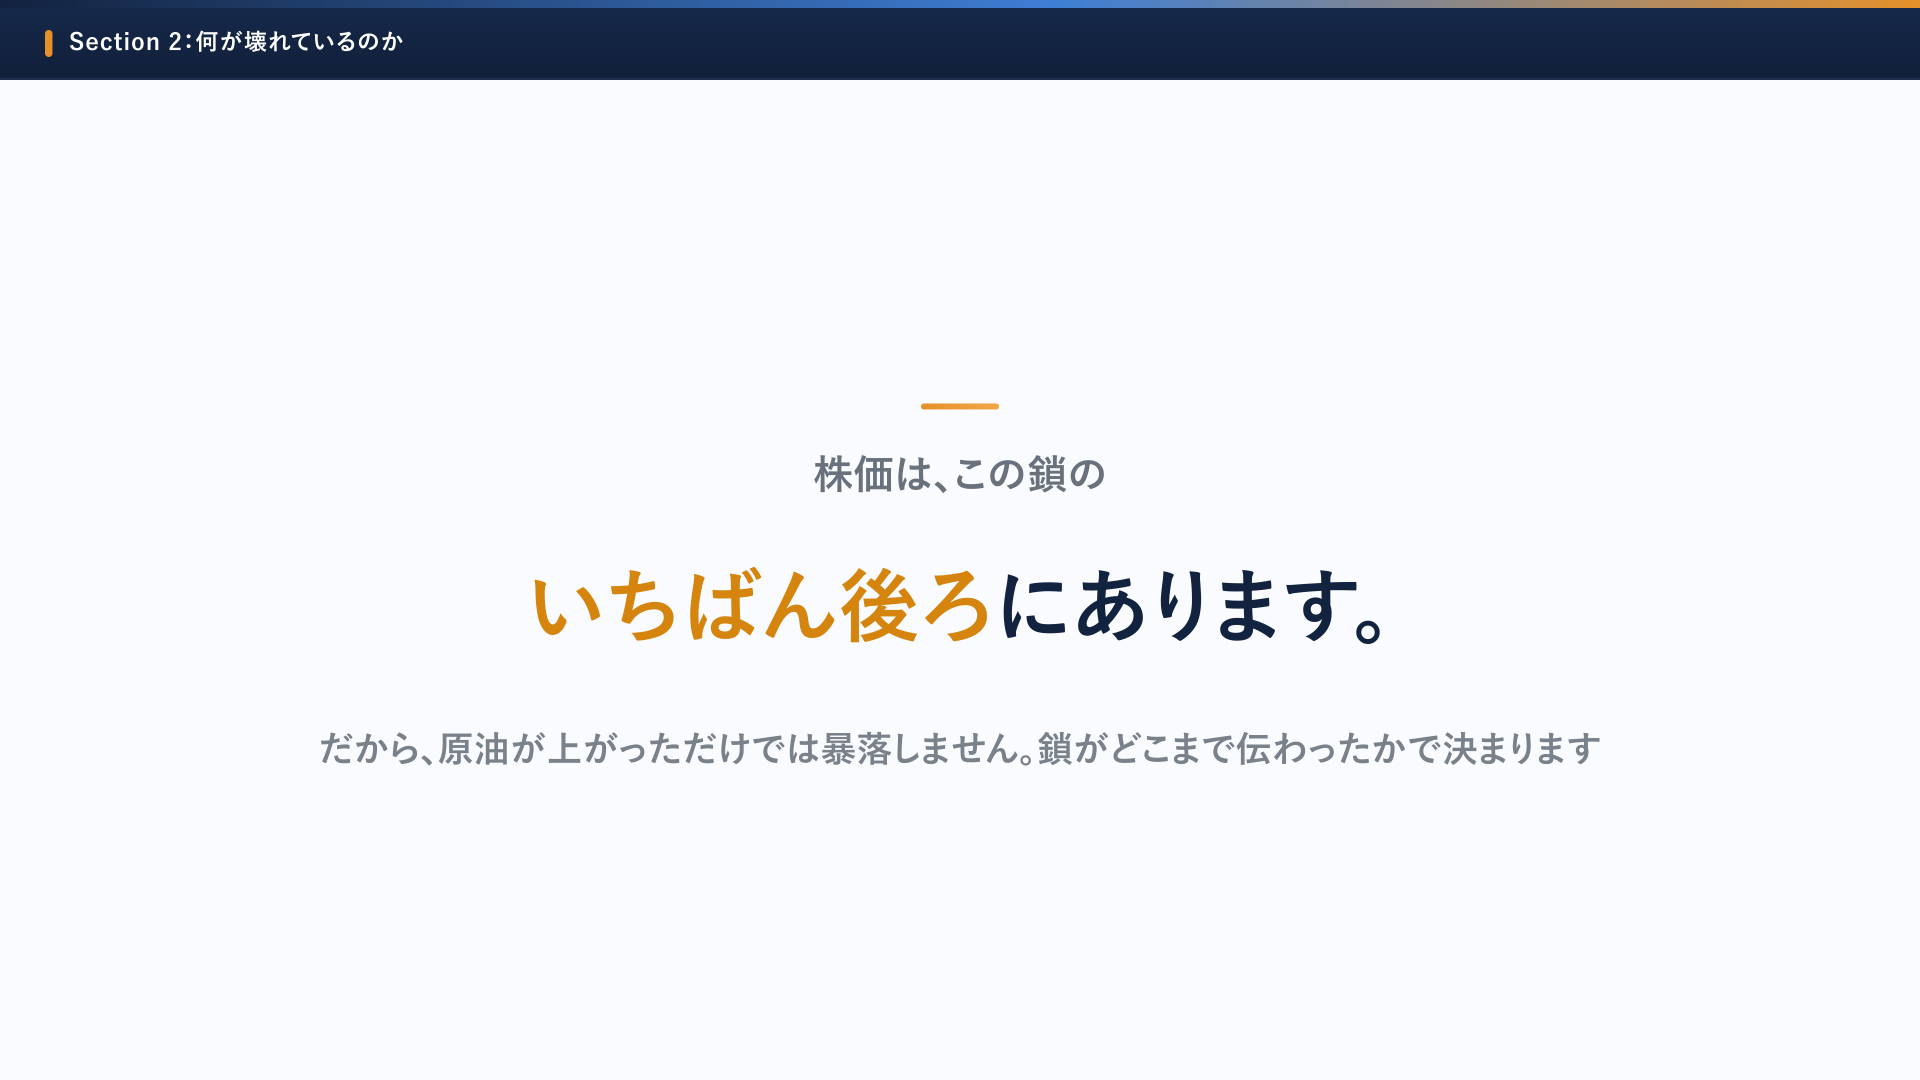 Section 2：何が壊れているのか
株価は、この鎖の
いちばん後ろにあります。
だから、原油が上がっただけでは暴落しません。鎖がどこまで伝わったかで決まります